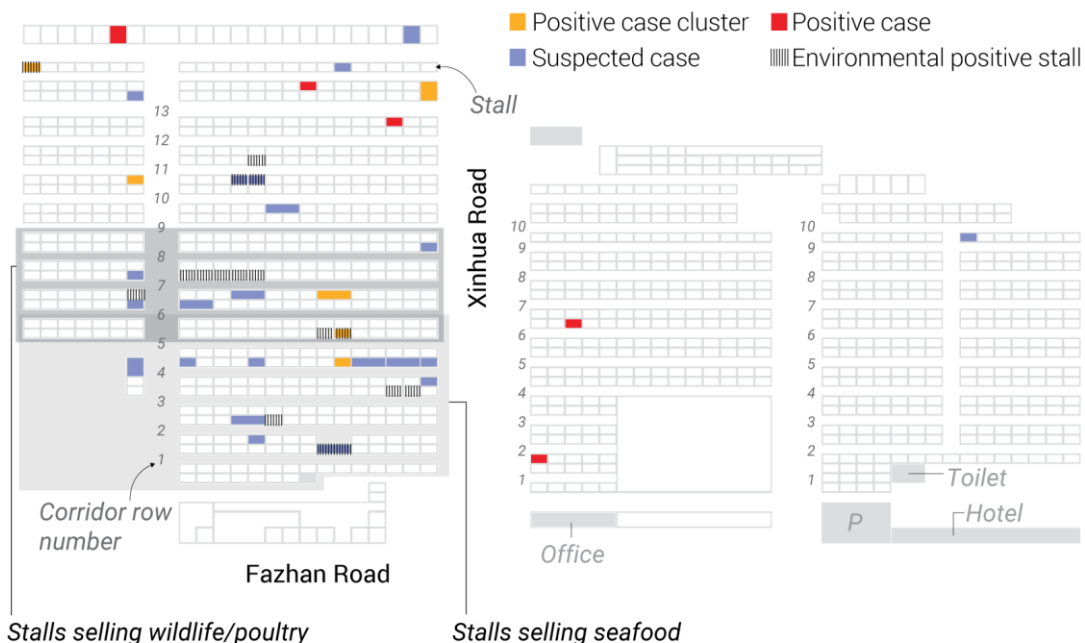 Positive case cluster
Positive case
Suspected case
Environmental positive stall
Stall
13
12
11
10
9
8
7
6
5
4
3
2
1
Corridor row
number
Fazhan Road
Xinhua Road
10
9
8
7
6
5
4
3
2
1
Office
10
9
8
7
6
5
4
3
2
1
Toilet
P
Hotel
Stalls selling wildlife/poultry
Stalls selling seafood